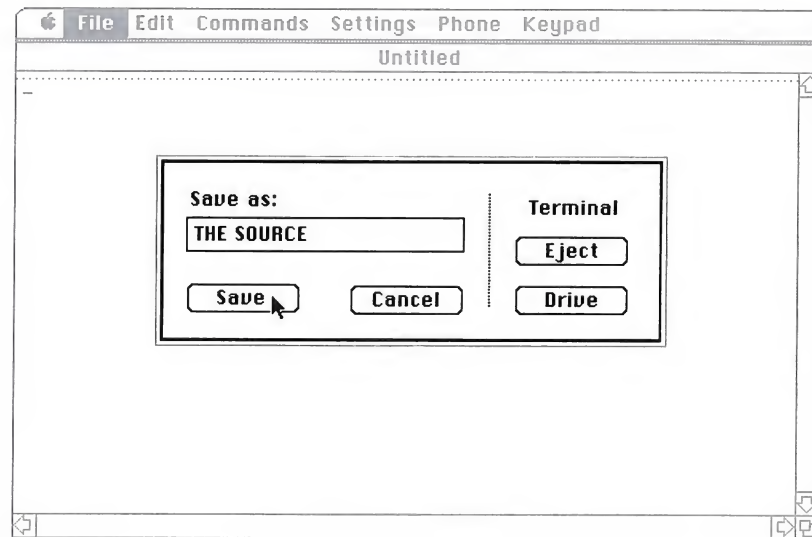 File Edit Commands Settings Phone Keypad
Untitled
Save as:
THE SOURCE
Save
Cancel
Terminal
Eject
Drive